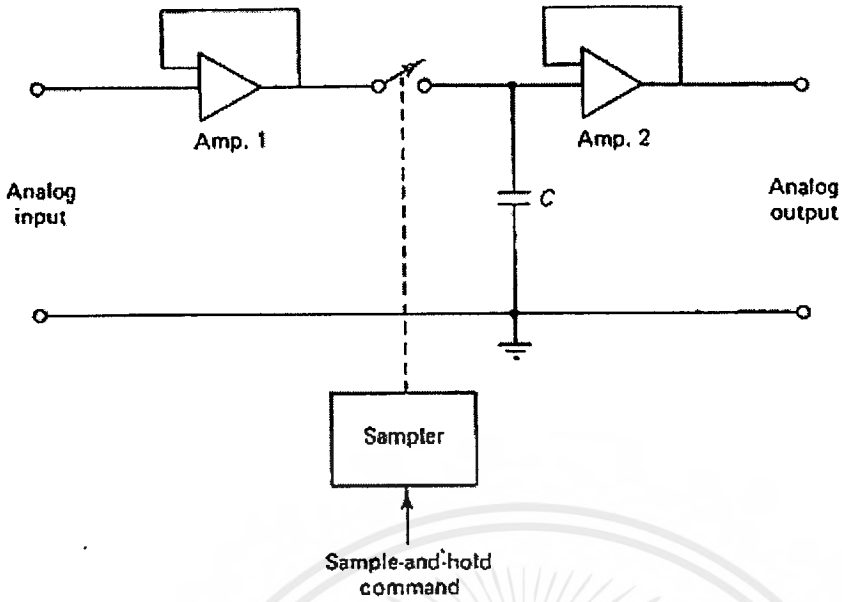 Amp. 1
Amp. 2
Analog
input
C
Analog
output
Sampler
Sample-and-hold
command